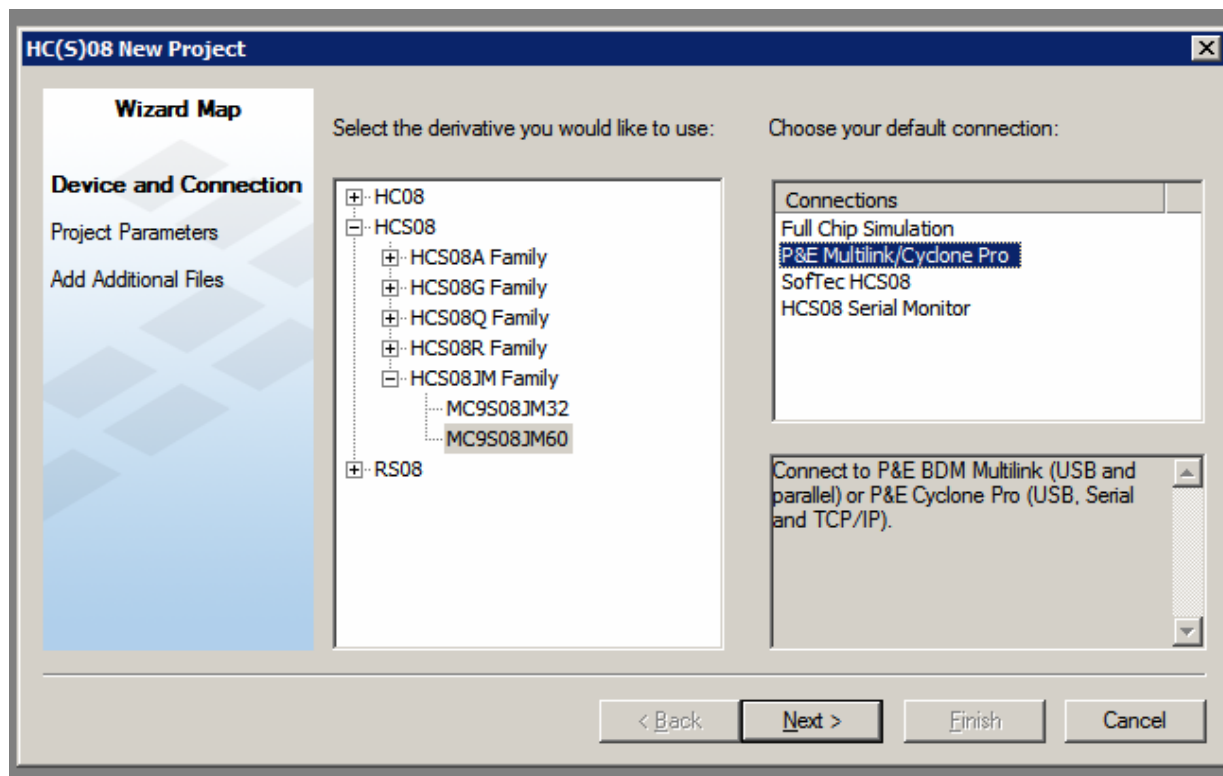 HC(S)08 New Project
Wizard Map
Device and Connection
Project Parameters
Add Additional Files
Select the derivative you would like to use:
HC08
HCS08
HCS08A Family
HCS08G Family
HCS08Q Family
HCS08R Family
HCS08JM Family
MC9S08JM32
MC9S08JM60
RS08
Choose your default connection:
Connections
Full Chip Simulation
P&E Multilink/Cyclone Pro
SofTec HCS08
HCS08 Serial Monitor
Connect to P&E BDM Multilink (USB and
parallel) or P&E Cyclone Pro (USB, Serial
and TCP/IP).
< Back
Next >
Finish
Cancel